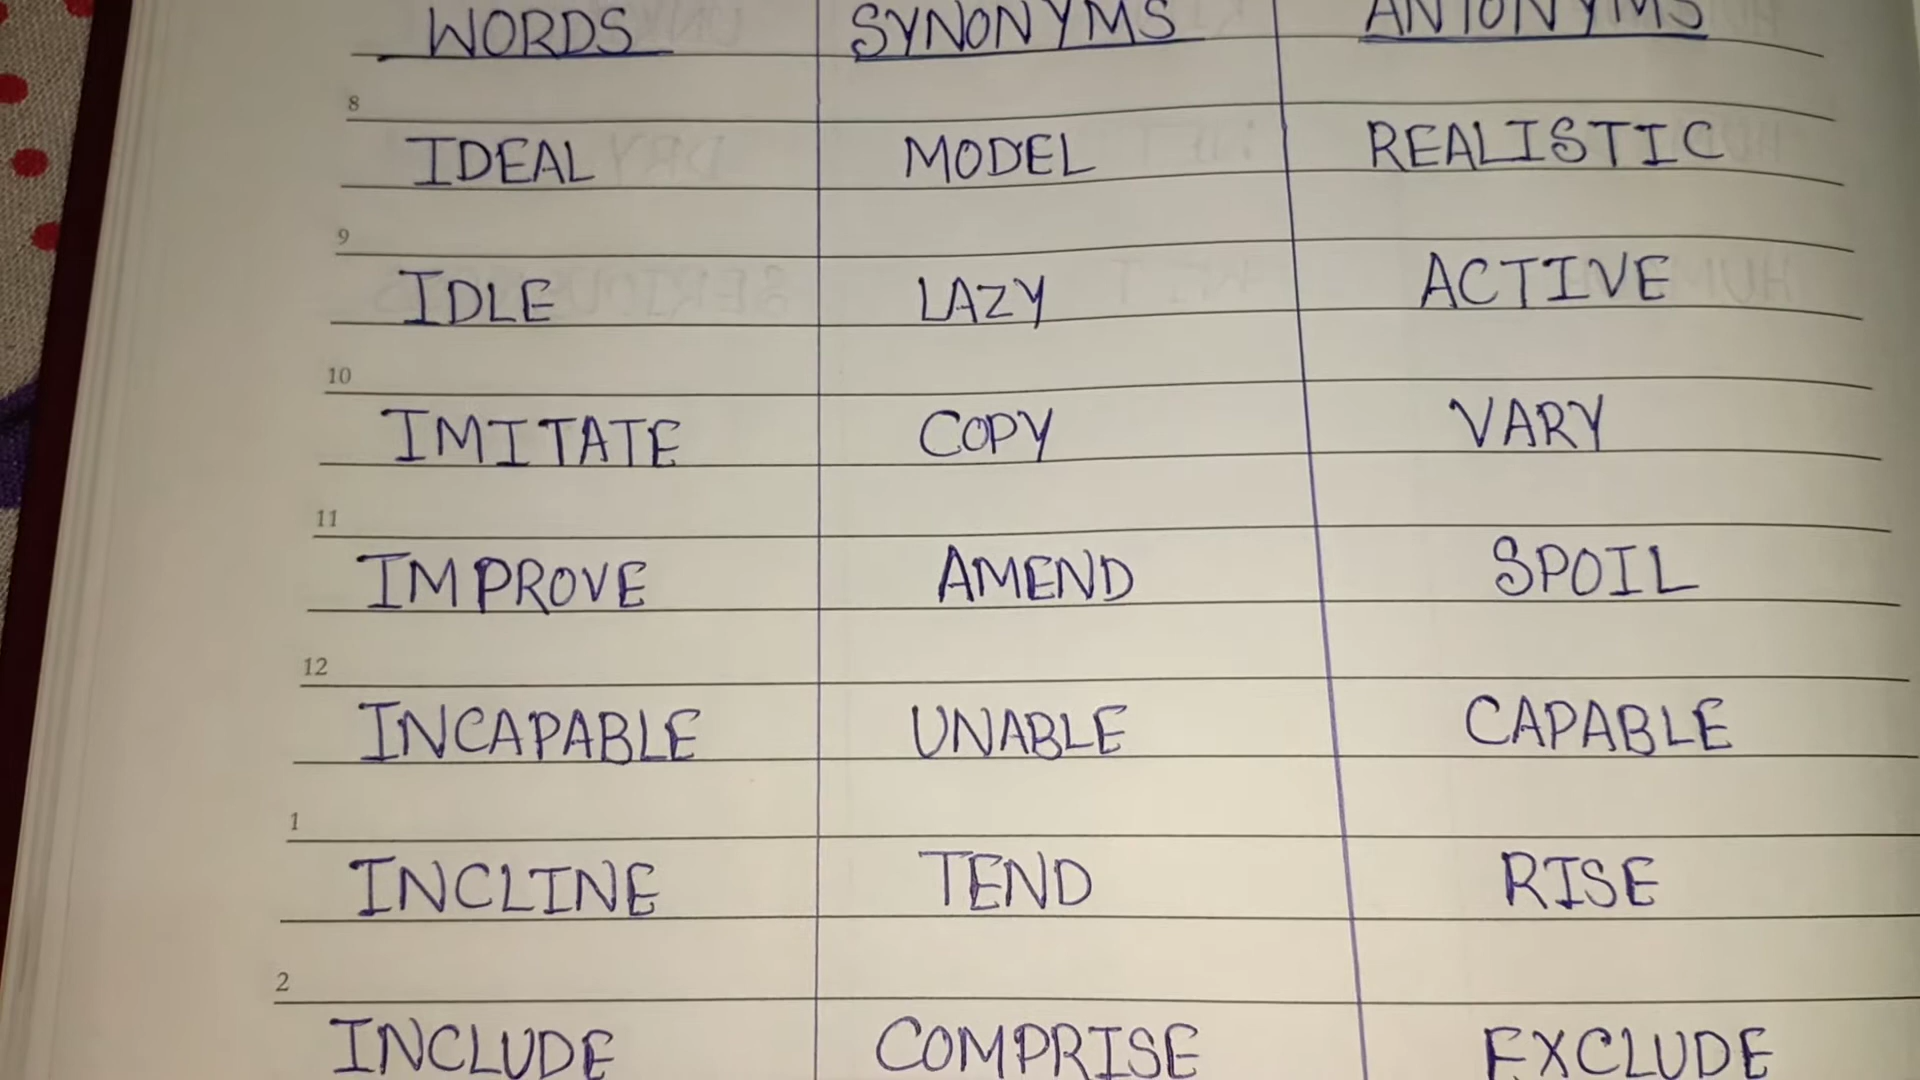 WORDS SYNONYMS ANTONYMS
8
IDEAL MODEL REALISTIC
9
IDLE LAZY ACTIVE
10
IMITATE COPY VARY
11
IMPROVE AMEND SPOIL
12
INCAPABLE UNABLE CAPABLE
1
INCLINE TEND RISE
2
INCLUDE COMPRISE EXCLUDE